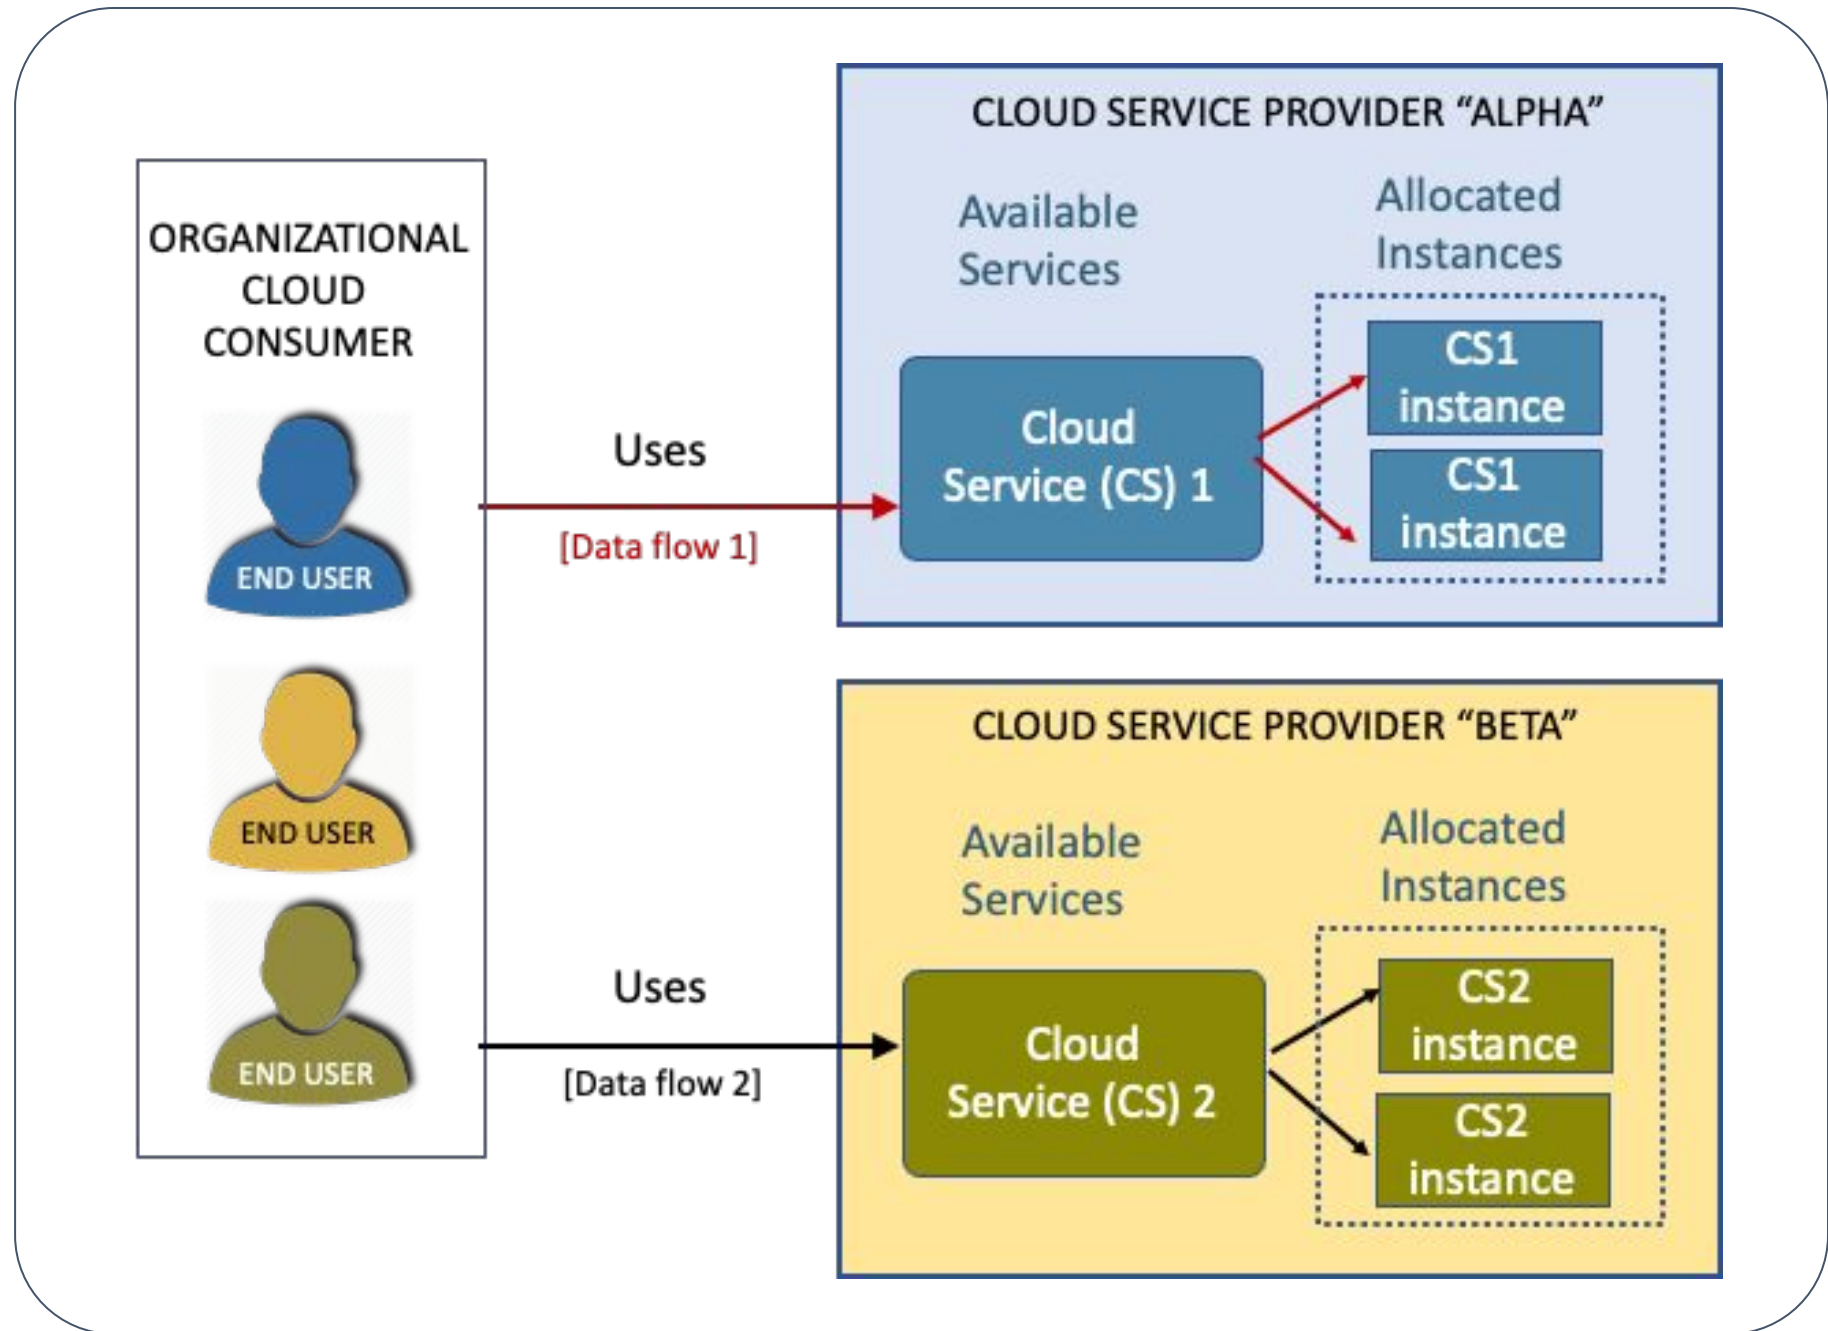 ORGANIZATIONAL
CLOUD
CONSUMER
END USER
END USER
END USER
Uses
[Data flow 1]
Uses
[Data flow 2]
CLOUD SERVICE PROVIDER “ALPHA”
Available
Services
Allocated
Instances
Cloud
Service (CS) 1
CS1
instance
CS1
instance
CLOUD SERVICE PROVIDER “BETA”
Available
Services
Allocated
Instances
Cloud
Service (CS) 2
CS2
instance
CS2
instance